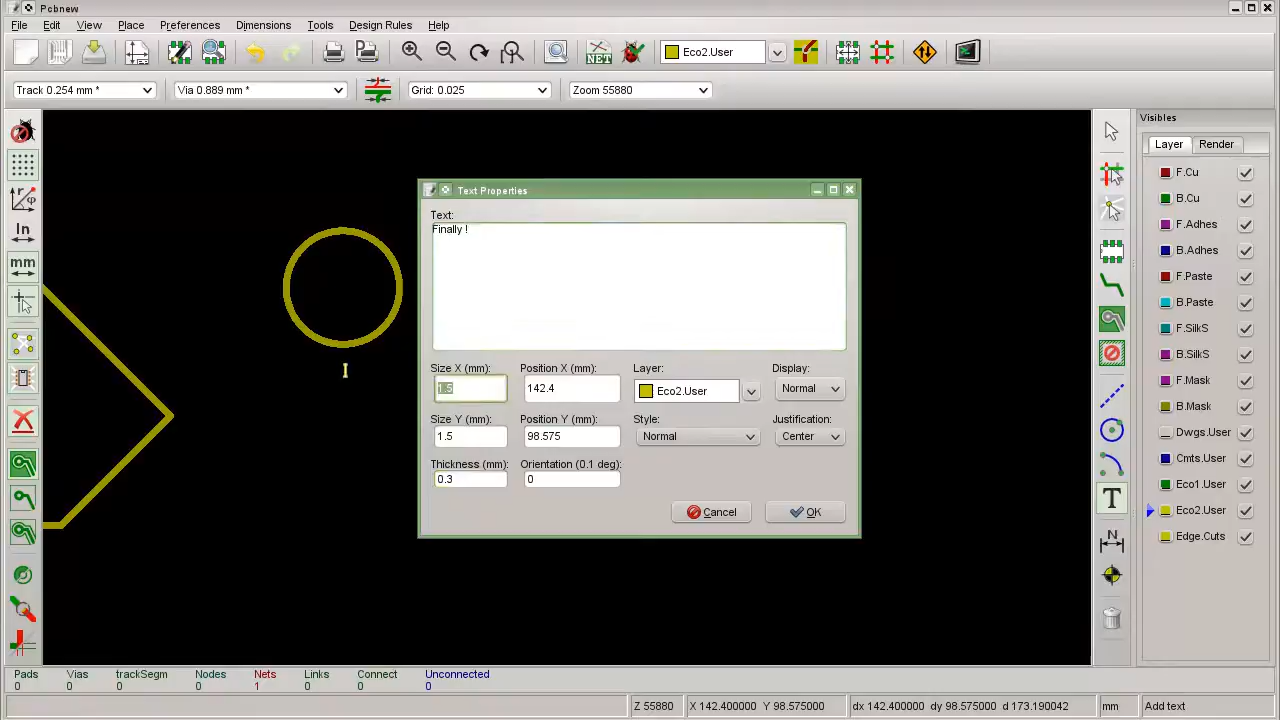 Pcbnew
File Edit View Place Preferences Dimensions Tools Design Rules Help
NET Eco2.User
Track 0.254 mm * Via 0.889 mm * Grid: 0.025 Zoom 55880
Visibles
Layer Render
F.Cu
B.Cu
F.Adhes
B.Adhes
F.Paste
B.Paste
F.SilkS
B.SilkS
F.Mask
B.Mask
Dwgs.User
Cmts.User
Eco1.User
Eco2.User
Edge.Cuts
In
mm
T
N
Text Properties
Text:
Finally !
Size X (mm): Position X (mm): Layer: Display:
1.5 142.4 Eco2.User Normal
Size Y (mm): Position Y (mm): Style: Justification:
1.5 98.575 Normal Center
Thickness (mm): Orientation (0.1 deg):
0.3 0
Cancel OK
Pads Vias trackSegm Nodes Nets Links Connect Unconnected
0 0 0 0 1 0 0 0
Z 55880 X 142.400000 Y 98.575000 dx 142.400000 dy 98.575000 d 173.190042 mm Add text